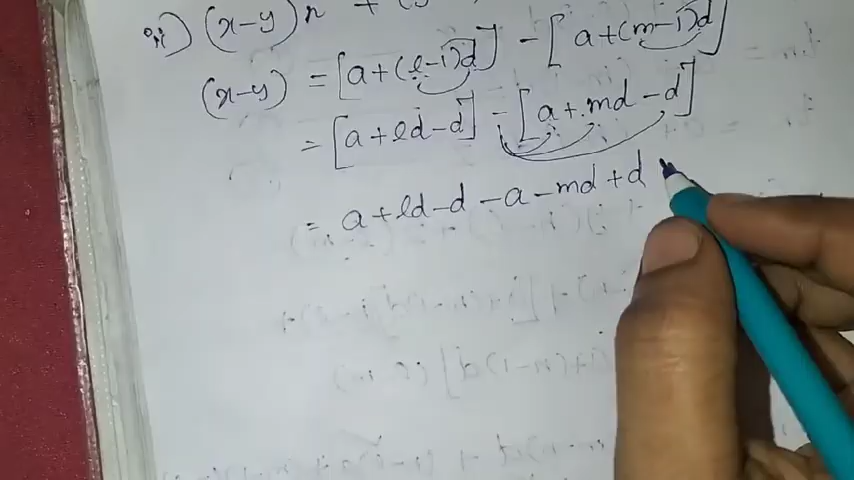 ii) (x-y)n + (y
(x-y) = [a+(l-1)d] - [a+(m-1)d]
= [a+ld-d] - [a+md-d]
= a+ld-d-a-md+d